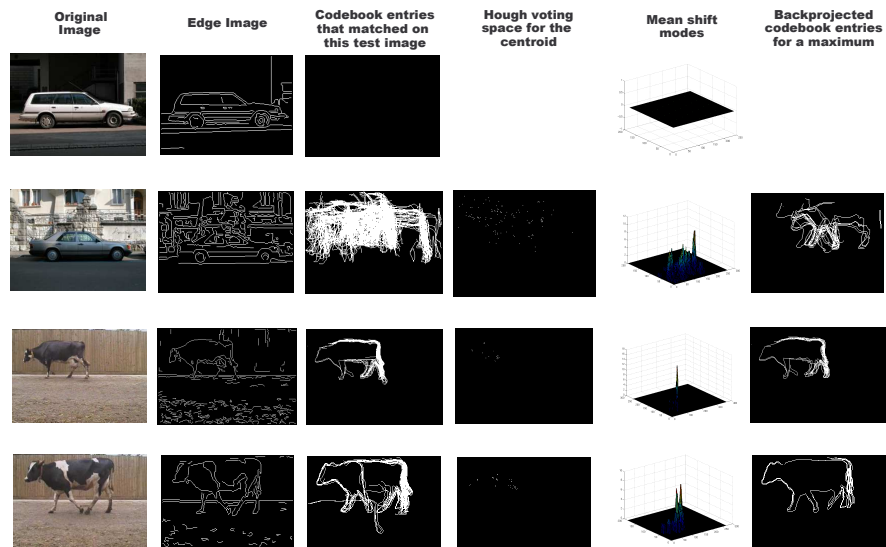 Original
Image
Edge Image
Codebook entries
that matched on
this test image
Hough voting
space for the
centroid
Mean shift
modes
Backprojected
codebook entries
for a maximum